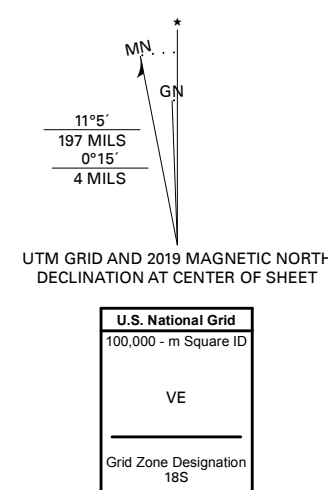 ★
MN
GN
11°5´
197 MILS
0°15´
4 MILS
UTM GRID AND 2019 MAGNETIC NORTH
DECLINATION AT CENTER OF SHEET
U.S. National Grid
100,000 - m Square ID
VE
Grid Zone Designation
18S